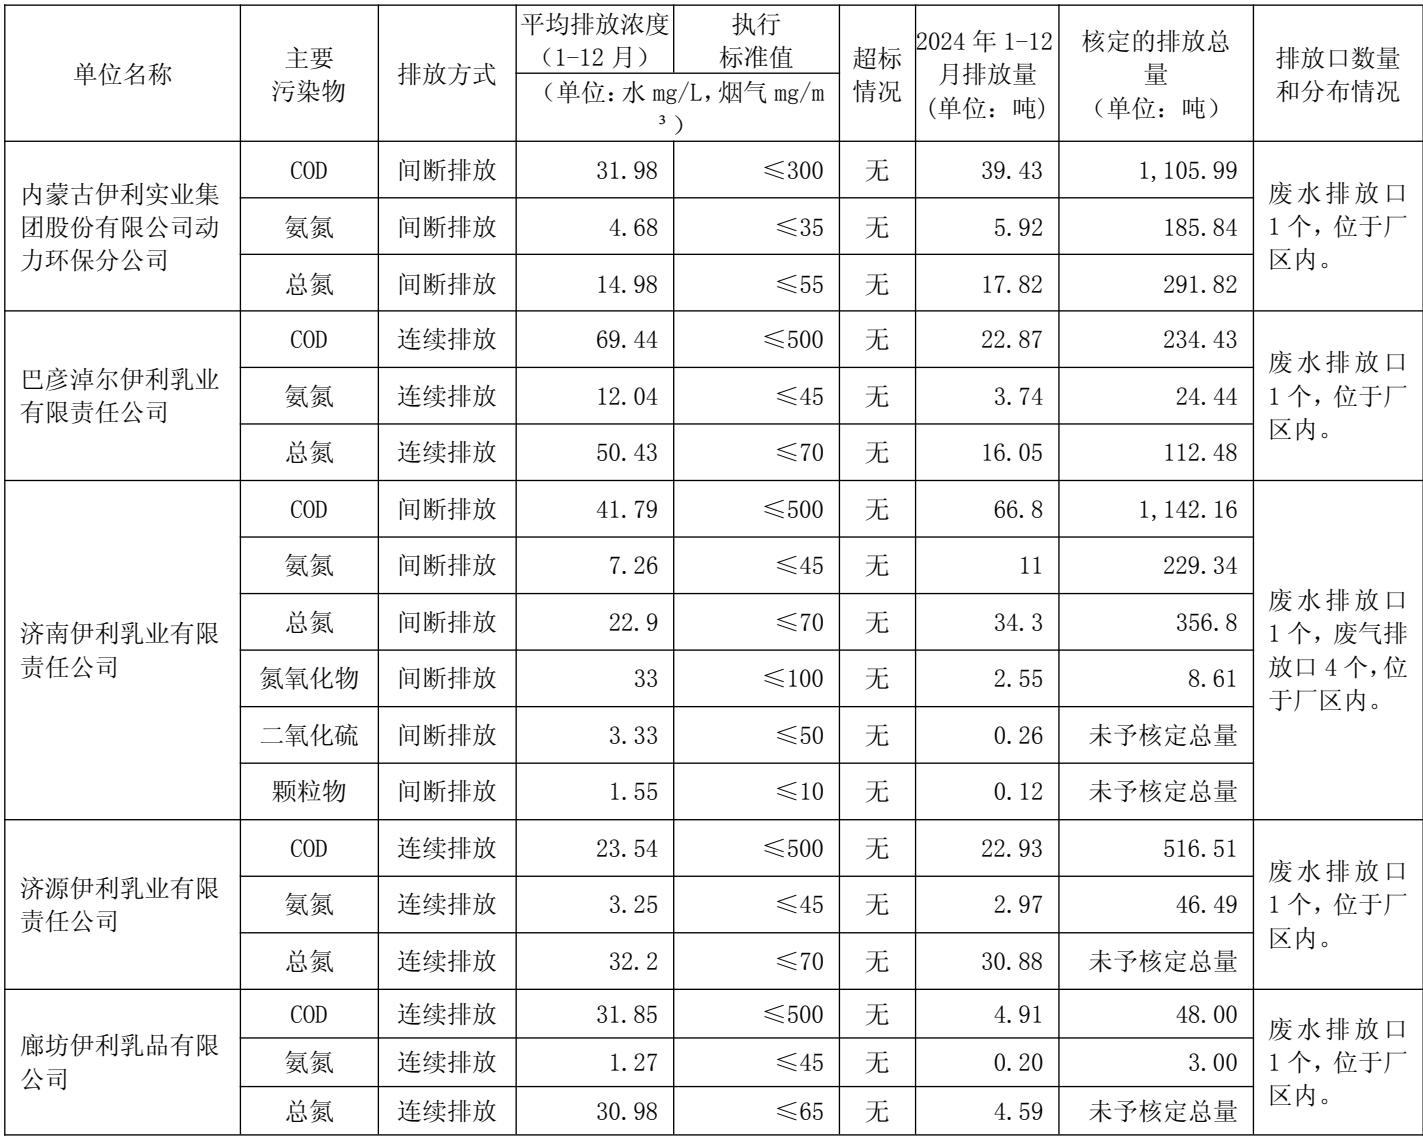 单位名称 主要污染物 排放方式 平均排放浓度（1-12 月） 执行标准值 超标情况 2024 年 1-12 月排放量(单位：吨) 核定的排放总量（单位：吨） 排放口数量和分布情况
（单位：水 mg/L，烟气 mg/m³）
内蒙古伊利实业集团股份有限公司动力环保分公司 COD 间断排放 31.98 ≤300 无 39.43 1,105.99 废水排放口 1 个，位于厂区内。
氨氮 间断排放 4.68 ≤35 无 5.92 185.84
总氮 间断排放 14.98 ≤55 无 17.82 291.82
巴彦淖尔伊利乳业有限责任公司 COD 连续排放 69.44 ≤500 无 22.87 234.43 废水排放口 1 个，位于厂区内。
氨氮 连续排放 12.04 ≤45 无 3.74 24.44
总氮 连续排放 50.43 ≤70 无 16.05 112.48
济南伊利乳业有限责任公司 COD 间断排放 41.79 ≤500 无 66.8 1,142.16 废水排放口 1 个，废气排放口 4 个，位于厂区内。
氨氮 间断排放 7.26 ≤45 无 11 229.34
总氮 间断排放 22.9 ≤70 无 34.3 356.8
氮氧化物 间断排放 33 ≤100 无 2.55 8.61
二氧化硫 间断排放 3.33 ≤50 无 0.26 未予核定总量
颗粒物 间断排放 1.55 ≤10 无 0.12 未予核定总量
济源伊利乳业有限责任公司 COD 连续排放 23.54 ≤500 无 22.93 516.51 废水排放口 1 个，位于厂区内。
氨氮 连续排放 3.25 ≤45 无 2.97 46.49
总氮 连续排放 32.2 ≤70 无 30.88 未予核定总量
廊坊伊利乳品有限公司 COD 连续排放 31.85 ≤500 无 4.91 48.00 废水排放口 1 个，位于厂区内。
氨氮 连续排放 1.27 ≤45 无 0.20 3.00
总氮 连续排放 30.98 ≤65 无 4.59 未予核定总量